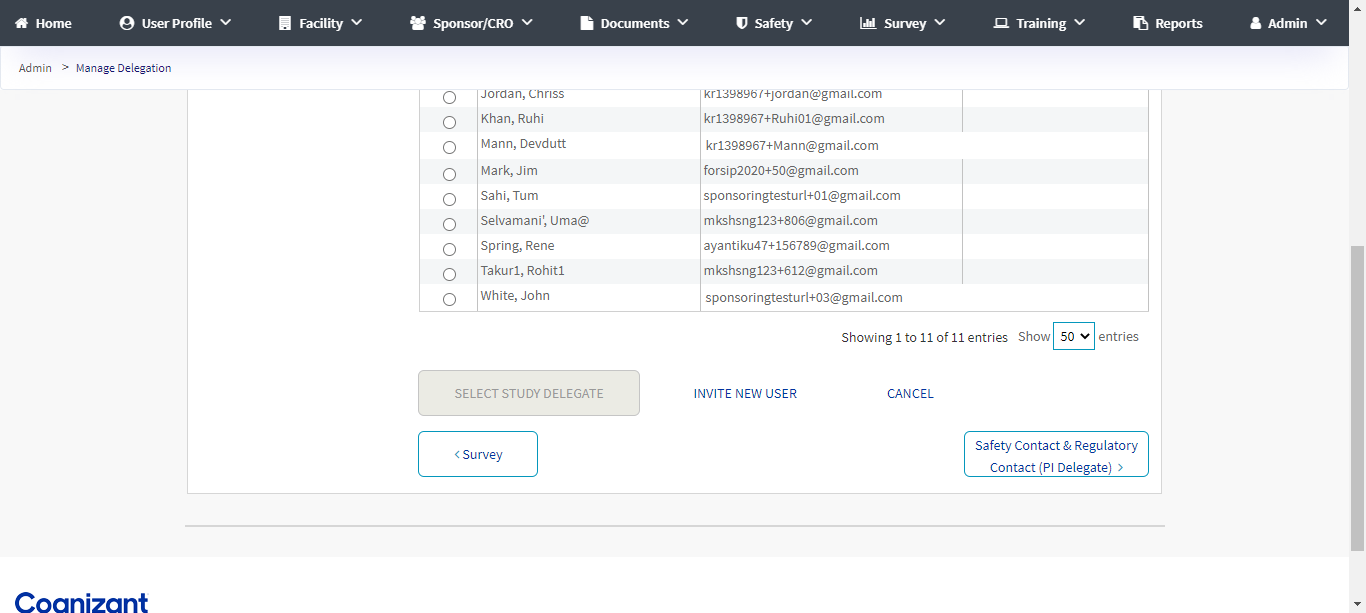 Home User Profile Facility Sponsor/CRO Documents Safety Survey Training Reports Admin
Admin > Manage Delegation
Jordan, Chriss kr1398967+jordan@gmail.com
Khan, Ruhi kr1398967+Ruhi01@gmail.com
Mann, Devdutt kr1398967+Mann@gmail.com
Mark, Jim forsip2020+50@gmail.com
Sahi, Tum sponsoringtesturl+01@gmail.com
Selvamani', Uma@ mkshsng123+806@gmail.com
Spring, Rene ayantiku47+156789@gmail.com
Takur1, Rohit1 mkshsng123+612@gmail.com
White, John sponsoringtesturl+03@gmail.com
Showing 1 to 11 of 11 entries Show 50 entries
SELECT STUDY DELEGATE INVITE NEW USER CANCEL
< Survey
Safety Contact & Regulatory
Contact (PI Delegate) >
Cognizant